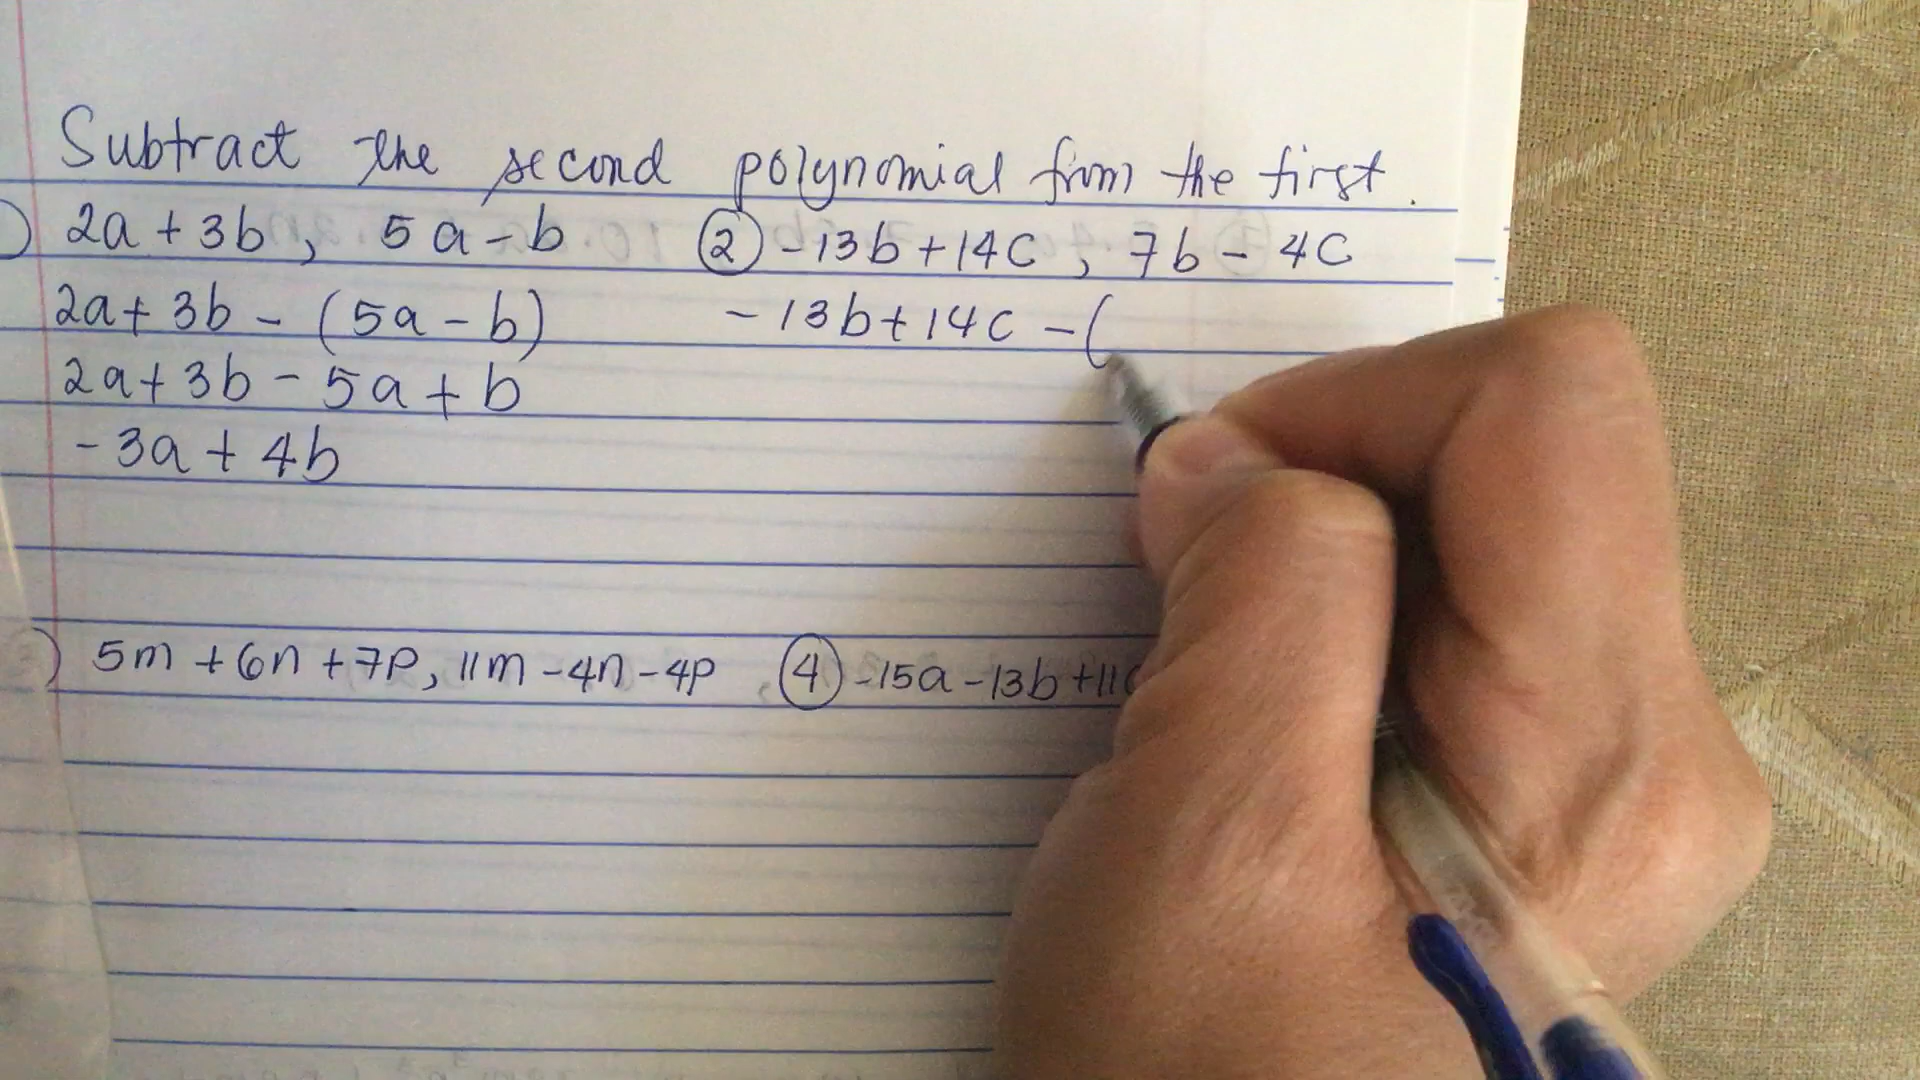 Subtract the second polynomial from the first.
) 2a + 3b, 5a - b ② -13b + 14c, 7b - 4c
2a + 3b - (5a - b) -13b + 14c - (
2a + 3b - 5a + b
-3a + 4b
) 5m + 6n + 7p, 11m - 4n - 4p ④ -15a - 13b + 11c